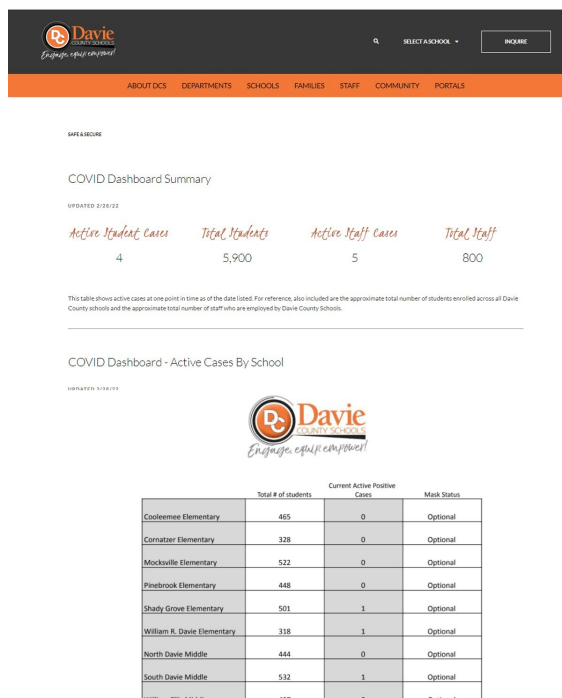 Davie
COUNTY SCHOOLS
Engage, equip, empower!
SELECT A SCHOOL
INQUIRE
ABOUT DCS DEPARTMENTS SCHOOLS FAMILIES STAFF COMMUNITY PORTALS
SAFE & SECURE
COVID Dashboard Summary
UPDATED 2/28/22
Active Student Cases Total Students Active Staff Cases Total Staff
4 5,900 5 800
This table shows active cases at one point in time as of the date listed. For reference, also included are the approximate total number of students enrolled across all Davie
County schools and the approximate total number of staff who are employed by Davie County Schools.
COVID Dashboard - Active Cases By School
UPDATED 2/28/22
DC Davie
COUNTY SCHOOLS
Engage, equip, empower!
Total # of students Current Active Positive Cases Mask Status
Cooleemee Elementary 465 0 Optional
Cornatzer Elementary 328 0 Optional
Mocksville Elementary 522 0 Optional
Pinebrook Elementary 448 0 Optional
Shady Grove Elementary 501 1 Optional
William R. Davie Elementary 318 1 Optional
North Davie Middle 444 0 Optional
South Davie Middle 532 1 Optional